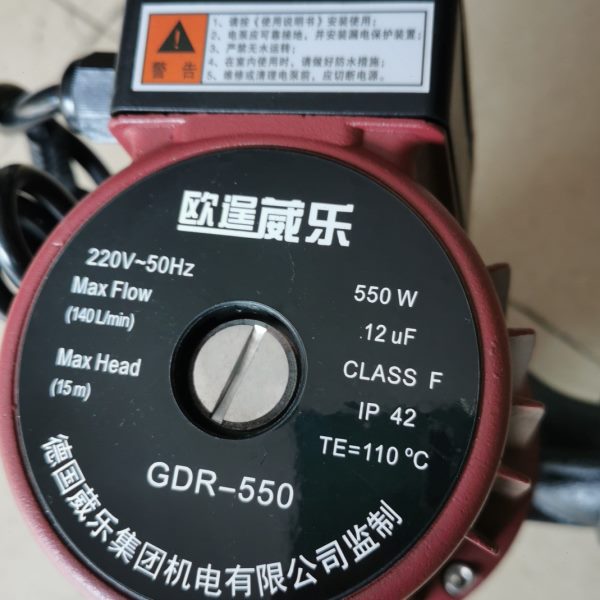 1、请按《使用说明书》安装使用；
2、电泵应可靠接地，并安装漏电保护装置；
3、严禁无水运转；
4、在室内使用时，请做好防水措施；
5、维修或清理电泵前，应切断电源。
警告
欧逞葳乐
220V~50Hz
Max Flow
(140 L/min)
Max Head
(15m)
550 W
12 uF
CLASS F
IP 42
TE=110 ºC
GDR-550
德国葳乐集团机电有限公司监制